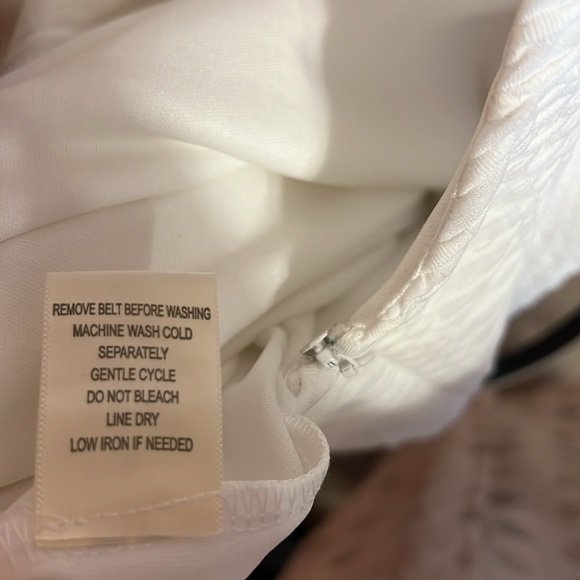 REMOVE BELT BEFORE WASHING
MACHINE WASH COLD
SEPARATELY
GENTLE CYCLE
DO NOT BLEACH
LINE DRY
LOW IRON IF NEEDED